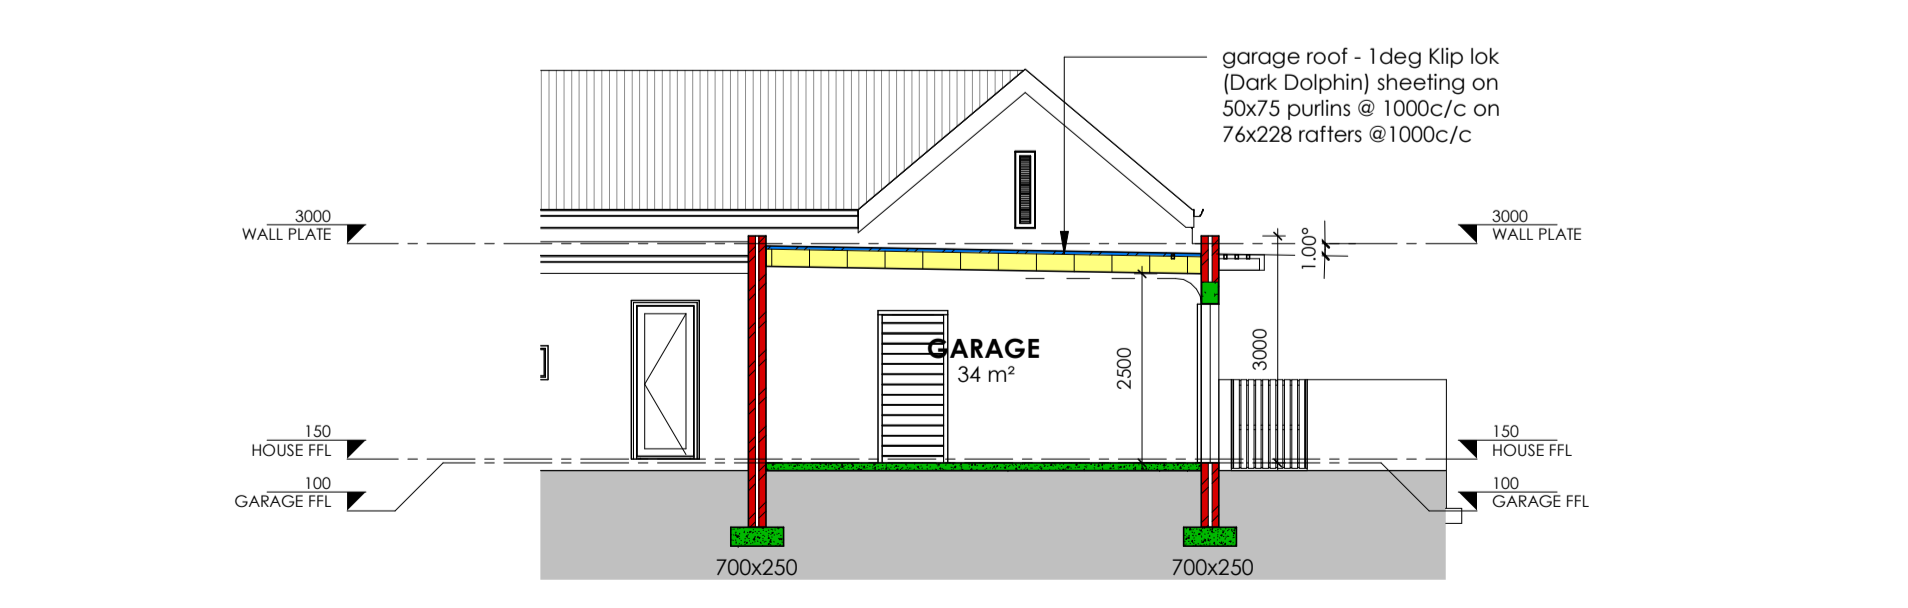 garage roof - 1deg Klip lok
(Dark Dolphin) sheeting on
50x75 purlins @ 1000c/c on
76x228 rafters @1000c/c
3000
WALL PLATE
3000
WALL PLATE
1.00°
GARAGE
34 m²
2500
3000
150
HOUSE FFL
150
HOUSE FFL
100
GARAGE FFL
100
GARAGE FFL
700x250
700x250